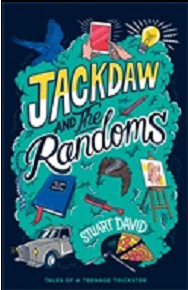 JACKDAW
AND The
Randoms
STUART DAVID
TALES OF A TEENAGE TRICKSTER